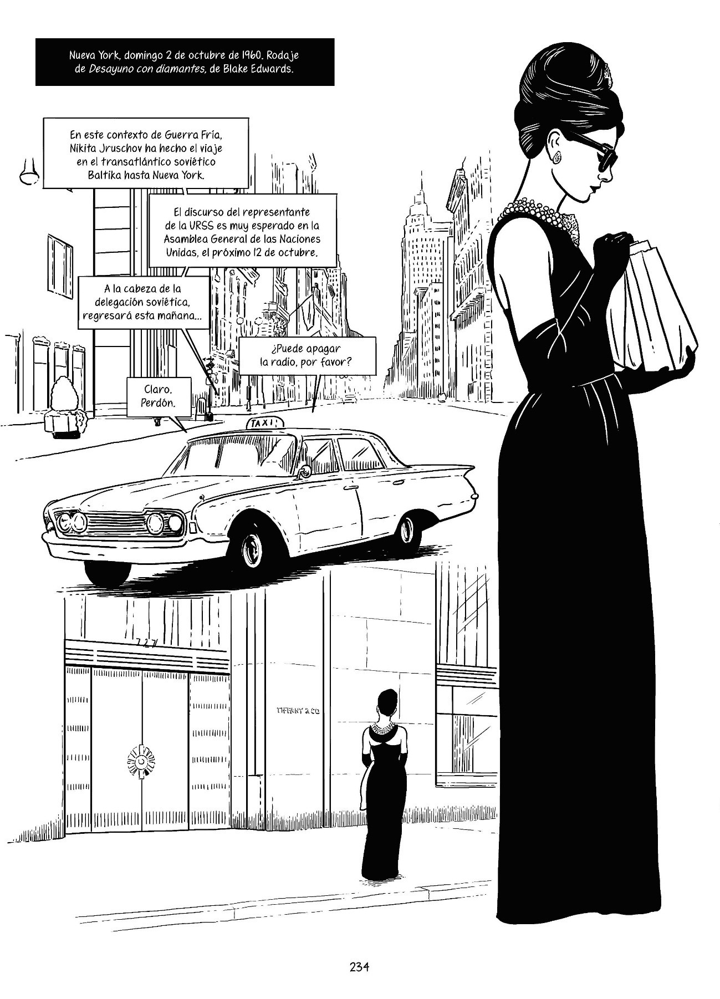 Nueva York, domingo 2 de octubre de 1960. Rodaje
de Desayuno con diamantes, de Blake Edwards.
En este contexto de Guerra Fría,
Nikita Jruschov ha hecho el viaje
en el transatlántico soviético
Baltika hasta Nueva York.
El discurso del representante
de la URSS es muy esperado en la
Asamblea General de las Naciones
Unidas, el próximo 12 de octubre.
A la cabeza de la
delegación soviética,
regresará esta mañana...
¿Puede apagar
la radio, por favor?
Claro.
Perdón.
TAXI
727
TIFFANY & CO
234